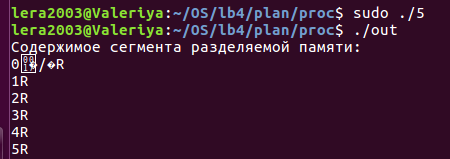 lera2003@Valeriya:~/OS/lb4/plan/proc$ sudo ./5
lera2003@Valeriya:~/OS/lb4/plan/proc$ ./out
Содержимое сегмента разделяемой памяти:
0�/�R
1R
2R
3R
4R
5R